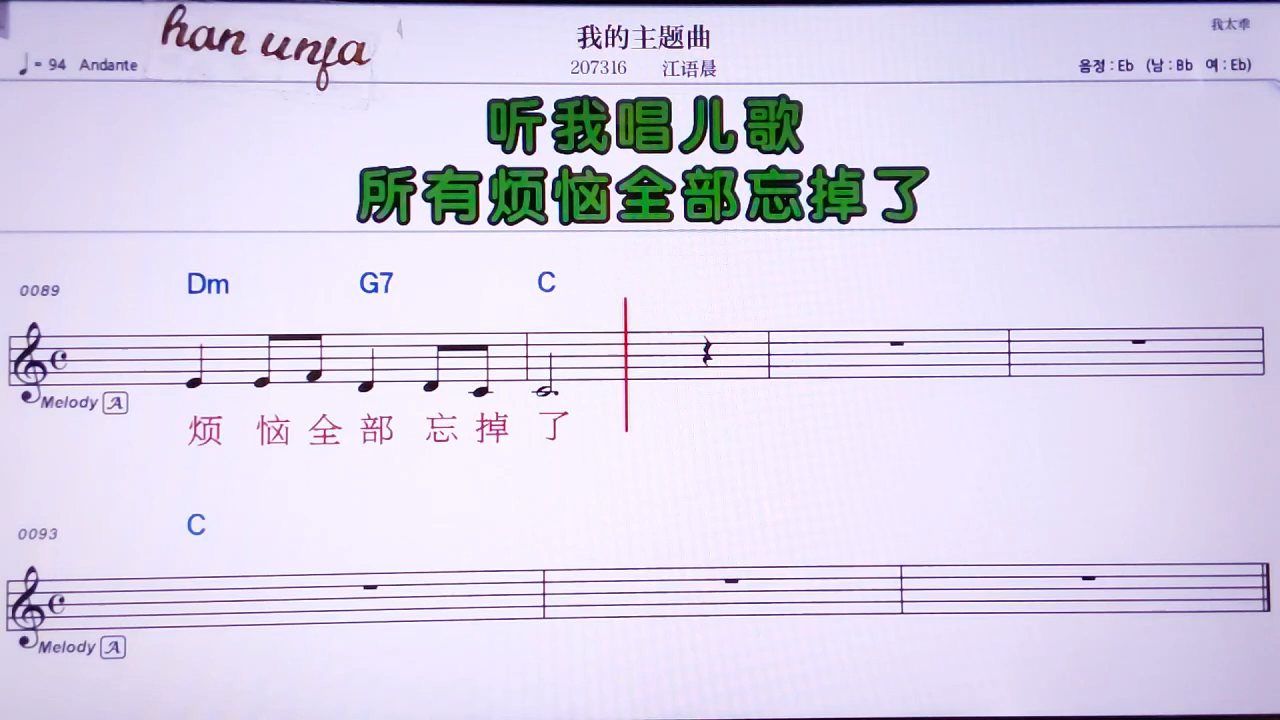 han unfa
我的主题曲
我太乖
♩= 94 Andante
207316 江语晨
음정 : Eb (남 : Bb 여 : Eb)
听我唱儿歌
所有烦恼全部忘掉了
0089
Dm G7 C
Melody A
烦 恼 全 部 忘 掉 了
0093
C
Melody A